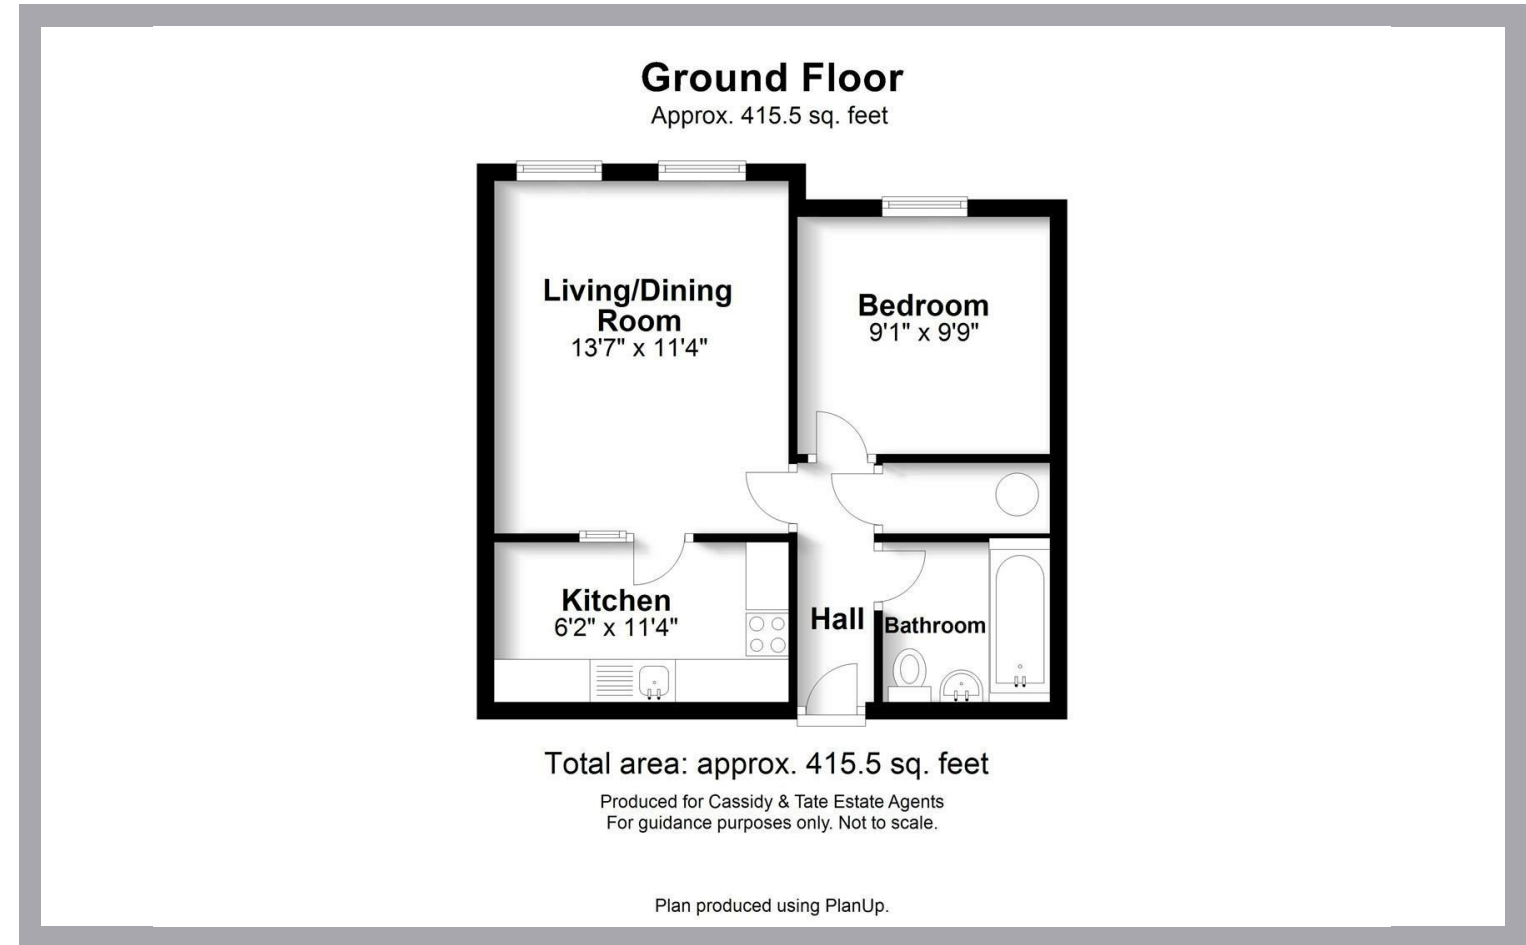 Ground Floor
Approx. 415.5 sq. feet
Living/Dining
Room
13'7" x 11'4"
Bedroom
9'1" x 9'9"
Kitchen
6'2" x 11'4"
Hall
Bathroom
Total area: approx. 415.5 sq. feet
Produced for Cassidy & Tate Estate Agents
For guidance purposes only. Not to scale.
Plan produced using PlanUp.